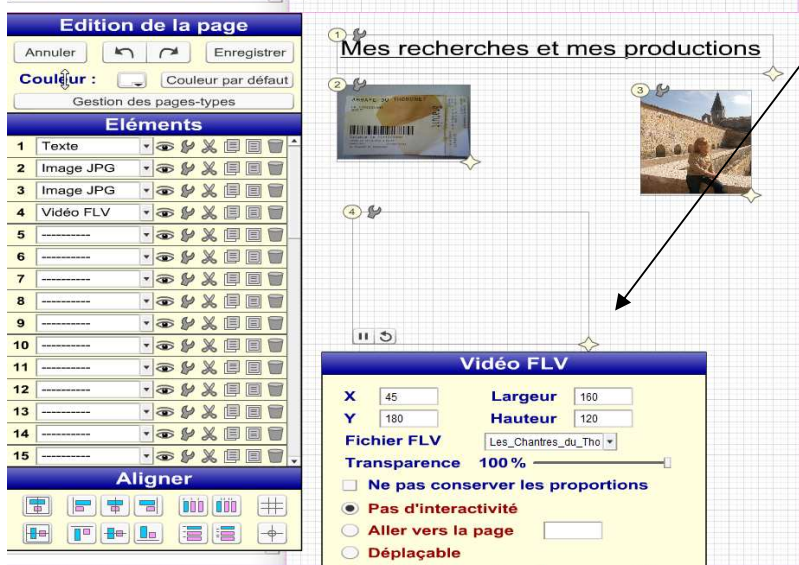 Edition de la page
Annuler
Enregistrer
Couleur :
Couleur par défaut
Gestion des pages-types
Eléments
1 Texte
2 Image JPG
3 Image JPG
4 Vidéo FLV
5 ----------
6 ----------
7 ----------
8 ----------
9 ----------
10 ----------
11 ----------
12 ----------
13 ----------
14 ----------
15 ----------
Aligner
1
Mes recherches et mes productions
2
ABBAYE DU THORONET
3
4
Vidéo FLV
X 45 Largeur 160
Y 180 Hauteur 120
Fichier FLV Les_Chantres_du_Tho
Transparence 100 %
Ne pas conserver les proportions
Pas d'interactivité
Aller vers la page
Déplaçable